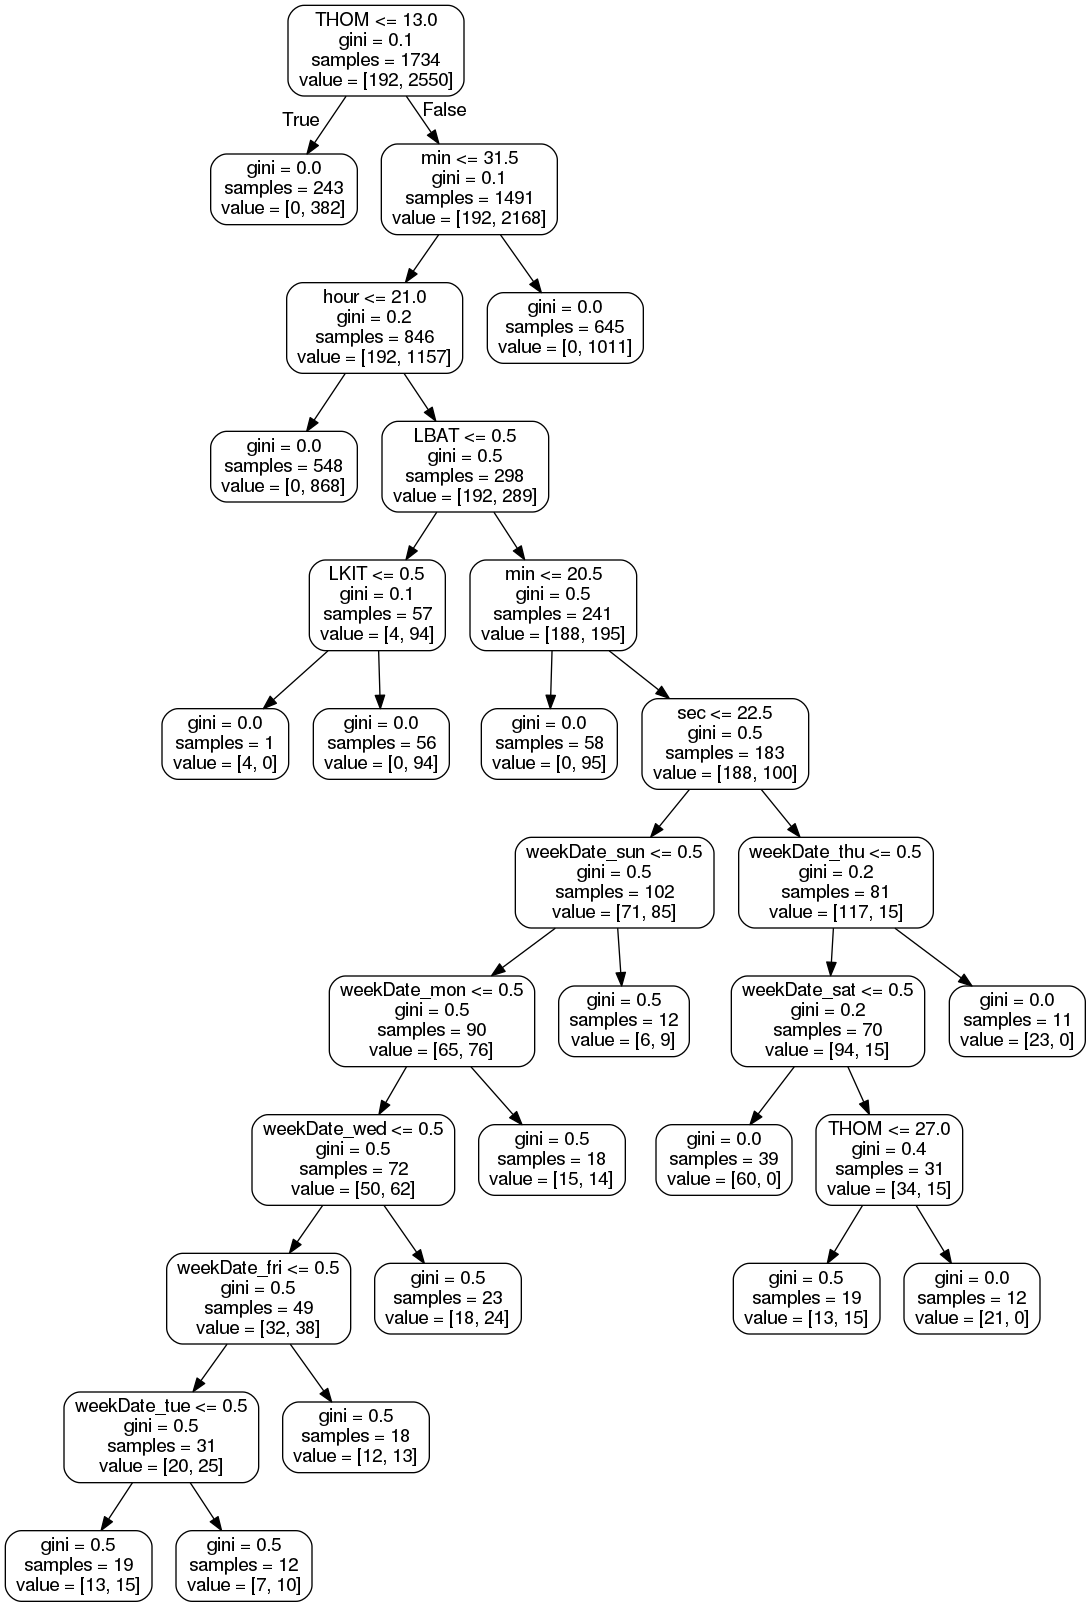 THOM <= 13.0
gini = 0.1
samples = 1734
value = [192, 2550]
True
False
gini = 0.0
samples = 243
value = [0, 382]
min <= 31.5
gini = 0.1
samples = 1491
value = [192, 2168]
hour <= 21.0
gini = 0.2
samples = 846
value = [192, 1157]
gini = 0.0
samples = 645
value = [0, 1011]
gini = 0.0
samples = 548
value = [0, 868]
LBAT <= 0.5
gini = 0.5
samples = 298
value = [192, 289]
LKIT <= 0.5
gini = 0.1
samples = 57
value = [4, 94]
min <= 20.5
gini = 0.5
samples = 241
value = [188, 195]
gini = 0.0
samples = 1
value = [4, 0]
gini = 0.0
samples = 56
value = [0, 94]
gini = 0.0
samples = 58
value = [0, 95]
sec <= 22.5
gini = 0.5
samples = 183
value = [188, 100]
weekDate_sun <= 0.5
gini = 0.5
samples = 102
value = [71, 85]
weekDate_thu <= 0.5
gini = 0.2
samples = 81
value = [117, 15]
weekDate_mon <= 0.5
gini = 0.5
samples = 90
value = [65, 76]
gini = 0.5
samples = 12
value = [6, 9]
weekDate_sat <= 0.5
gini = 0.2
samples = 70
value = [94, 15]
gini = 0.0
samples = 11
value = [23, 0]
weekDate_wed <= 0.5
gini = 0.5
samples = 72
value = [50, 62]
gini = 0.5
samples = 18
value = [15, 14]
gini = 0.0
samples = 39
value = [60, 0]
THOM <= 27.0
gini = 0.4
samples = 31
value = [34, 15]
weekDate_fri <= 0.5
gini = 0.5
samples = 49
value = [32, 38]
gini = 0.5
samples = 23
value = [18, 24]
gini = 0.5
samples = 19
value = [13, 15]
gini = 0.0
samples = 12
value = [21, 0]
weekDate_tue <= 0.5
gini = 0.5
samples = 31
value = [20, 25]
gini = 0.5
samples = 18
value = [12, 13]
gini = 0.5
samples = 19
value = [13, 15]
gini = 0.5
samples = 12
value = [7, 10]